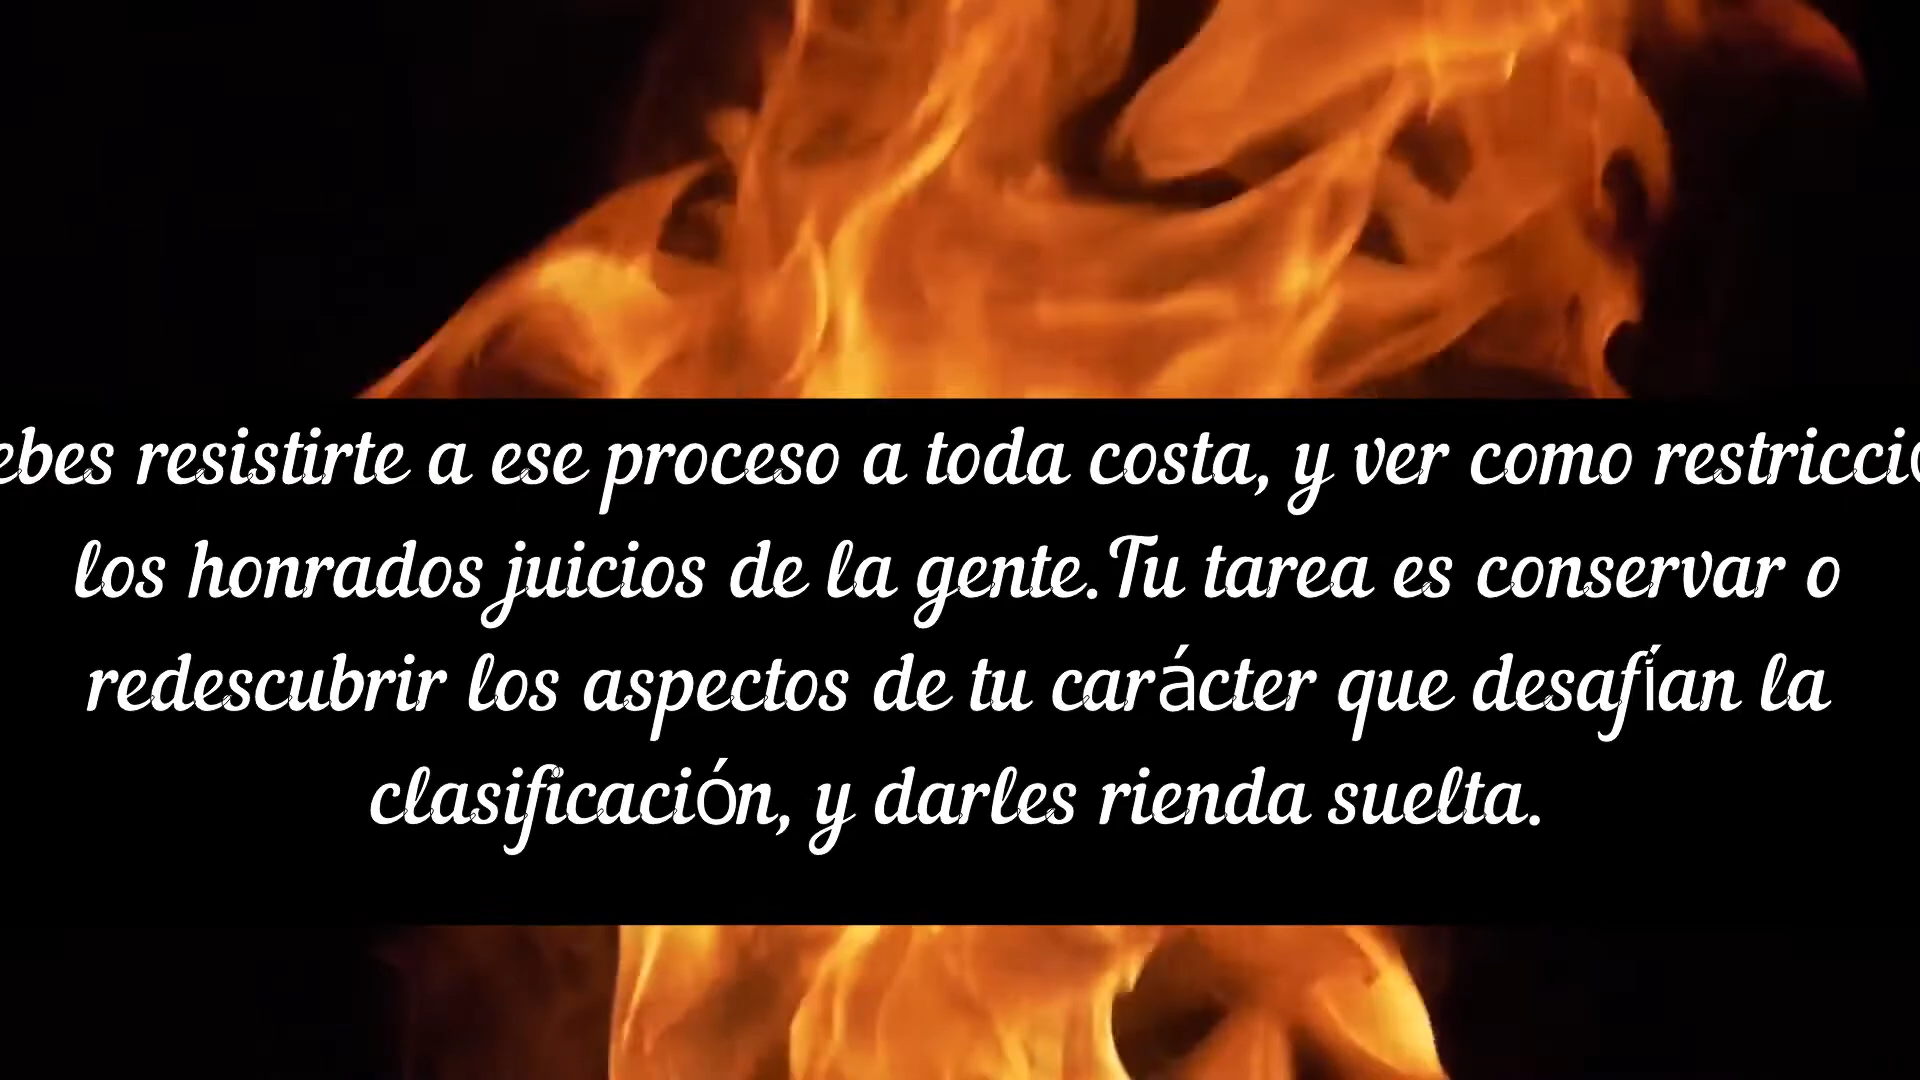 ebes resistirte a ese proceso a toda costa, y ver como restricció
los honrados juicios de la gente.Tu tarea es conservar o
redescubrir los aspectos de tu carácter que desafían la
clasificación, y darles rienda suelta.